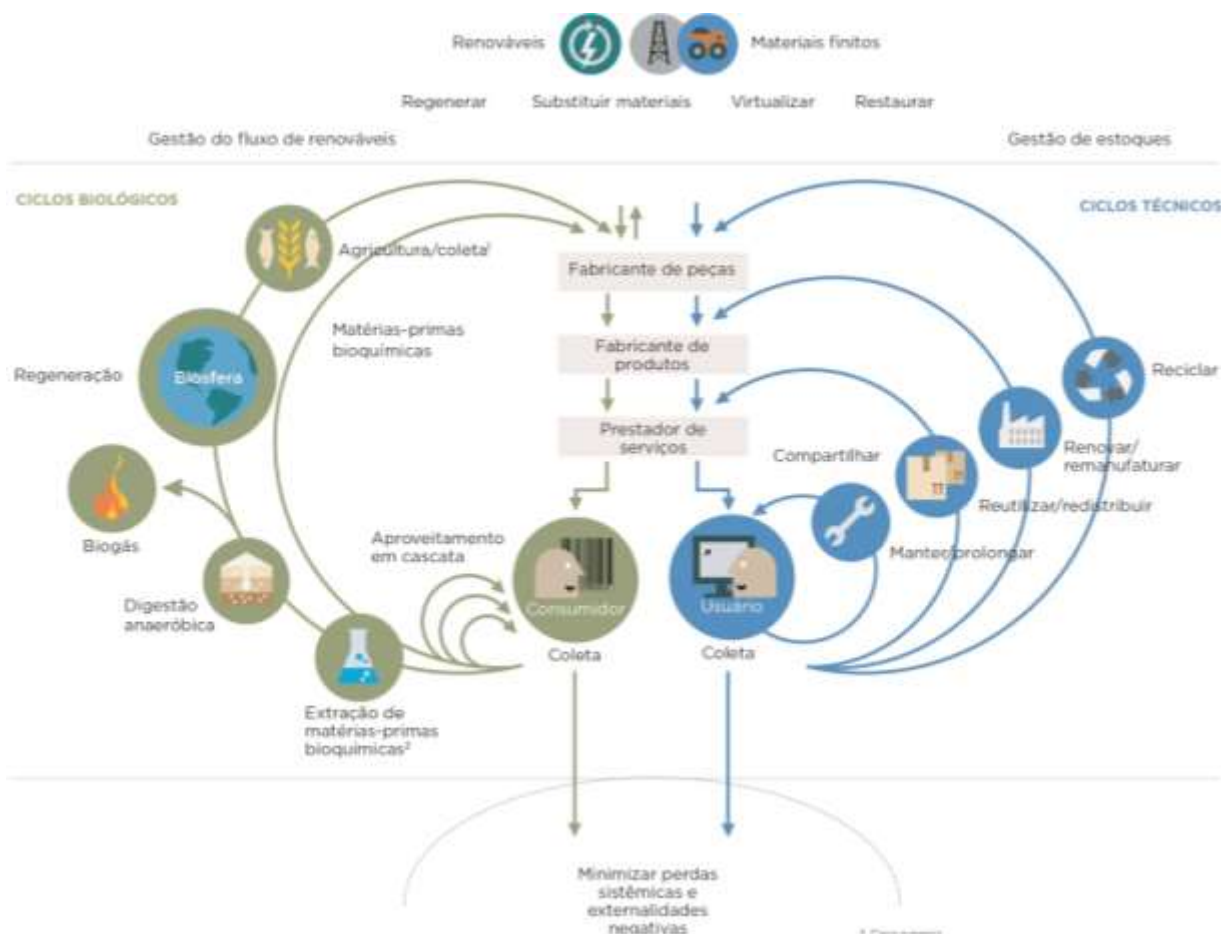 Renováveis
Materiais finitos
Regenerar
Substituir materiais
Virtualizar
Restaurar
Gestão do fluxo de renováveis
Gestão de estoques
CICLOS BIOLÓGICOS
CICLOS TÉCNICOS
Agricultura/coleta¹
Fabricante de peças
Matérias-primas
bioquímicas
Fabricante de
produtos
Regeneração
Biosfera
Reciclar
Prestador de
serviços
Compartilhar
Renovar/
remanufaturar
Reutilizar/redistribuir
Biogás
Aproveitamento
em cascata
Manter/prolongar
Digestão
anaeróbica
Consumidor
Usuário
Coleta
Coleta
Extração de
matérias-primas
bioquímicas²
Minimizar perdas
sistêmicas e
externalidades
negativas